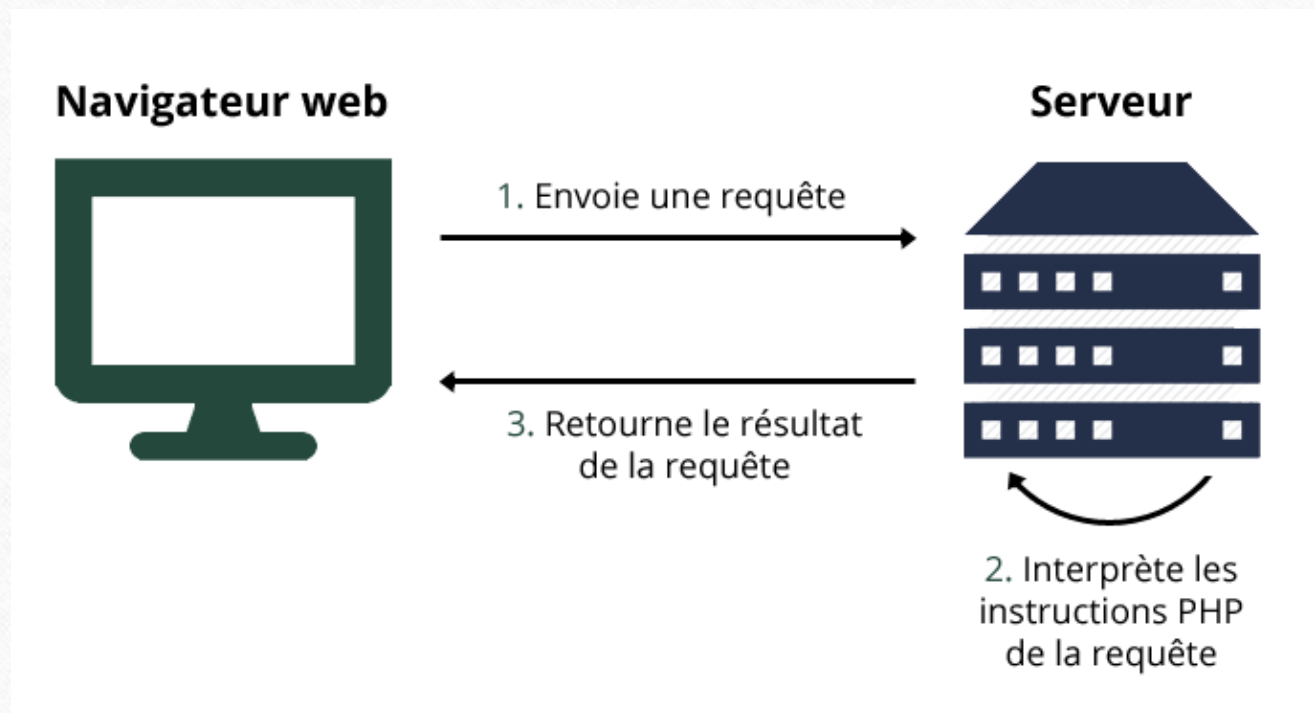 Navigateur web
Serveur
1. Envoie une requête
3. Retourne le résultat
de la requête
2. Interprète les
instructions PHP
de la requête